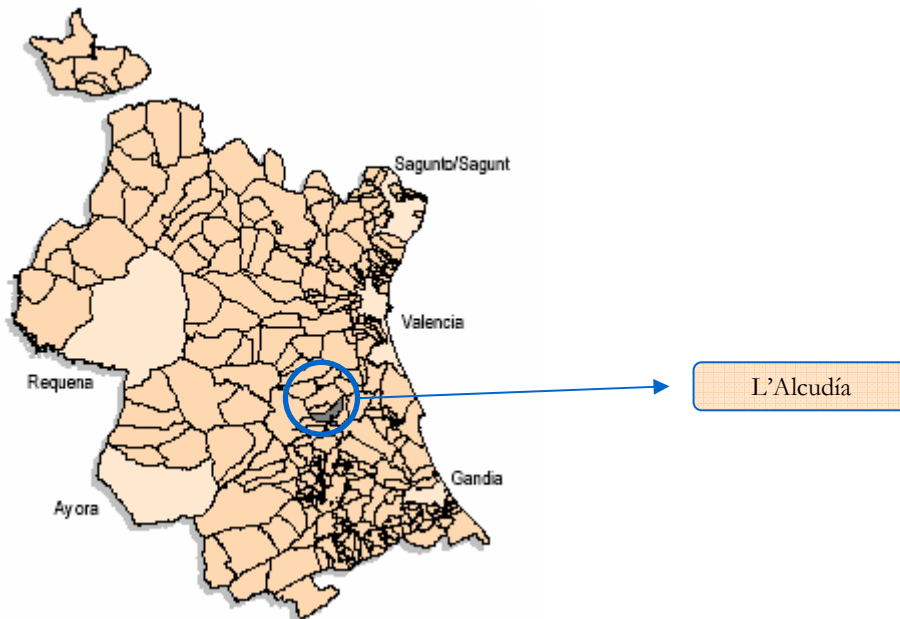 Sagunto/Sagunt
Valencia
Requena
L’Alcudía
Gandia
Ayora